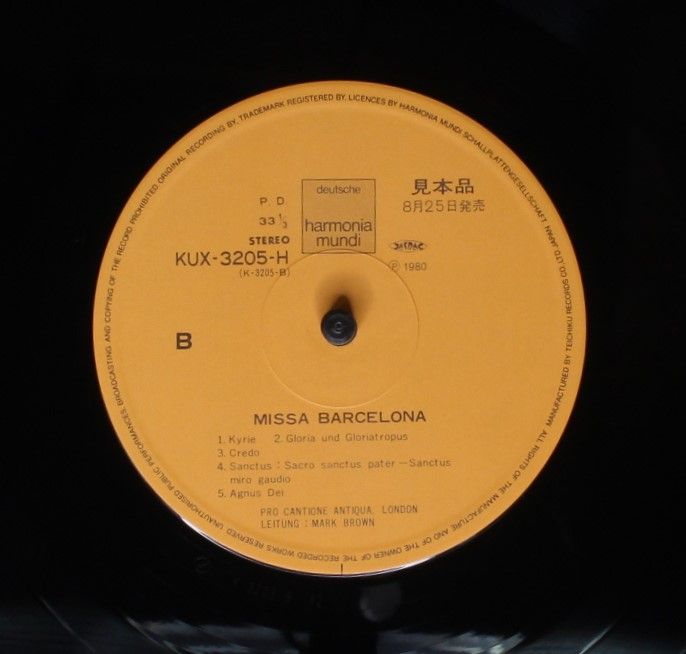 TRADEMARK REGISTERED BY. LICENCES BY HARMONIA MUNDI SCHALLPLATTENGESELLSCHAFT JAPAN LTD. MANUFACTURED BY TEICHIKU RECORDS CO. ALL RIGHTS OF THE MANUFACTURE AND OF THE OWNER OF THE RECORDED WORKS RESERVED. UNAUTHORISED PUBLIC PERFORMANCES, BROADCASTING AND COPYING OF THE RECORD PROHIBITED. ORIGINAL RECORDING BY,
deutsche
harmonia
mundi
見本品
8月25日発売
P. D.
33 1/3
STEREO
KUX-3205-H
(K-3205-B)
JASRAC
Ⓟ 1980
B
MISSA BARCELONA
1. Kyrie 2. Gloria und Gloriatropus
3. Credo
4. Sanctus : Sacro sanctus pater — Sanctus
miro gaudio
5. Agnus Dei
PRO CANTIONE ANTIQUA, LONDON
LEITUNG : MARK BROWN